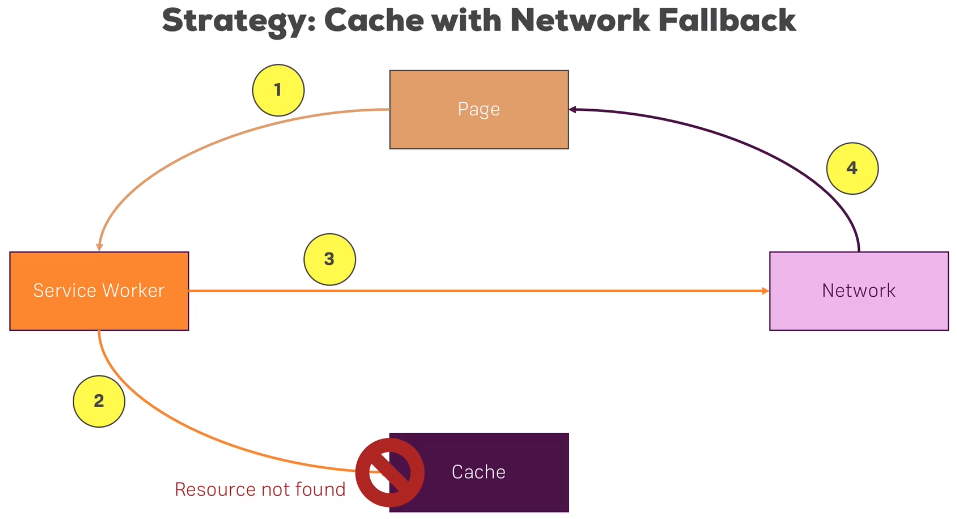 Strategy: Cache with Network Fallback
1
Page
4
3
Service Worker
Network
2
Cache
Resource not found